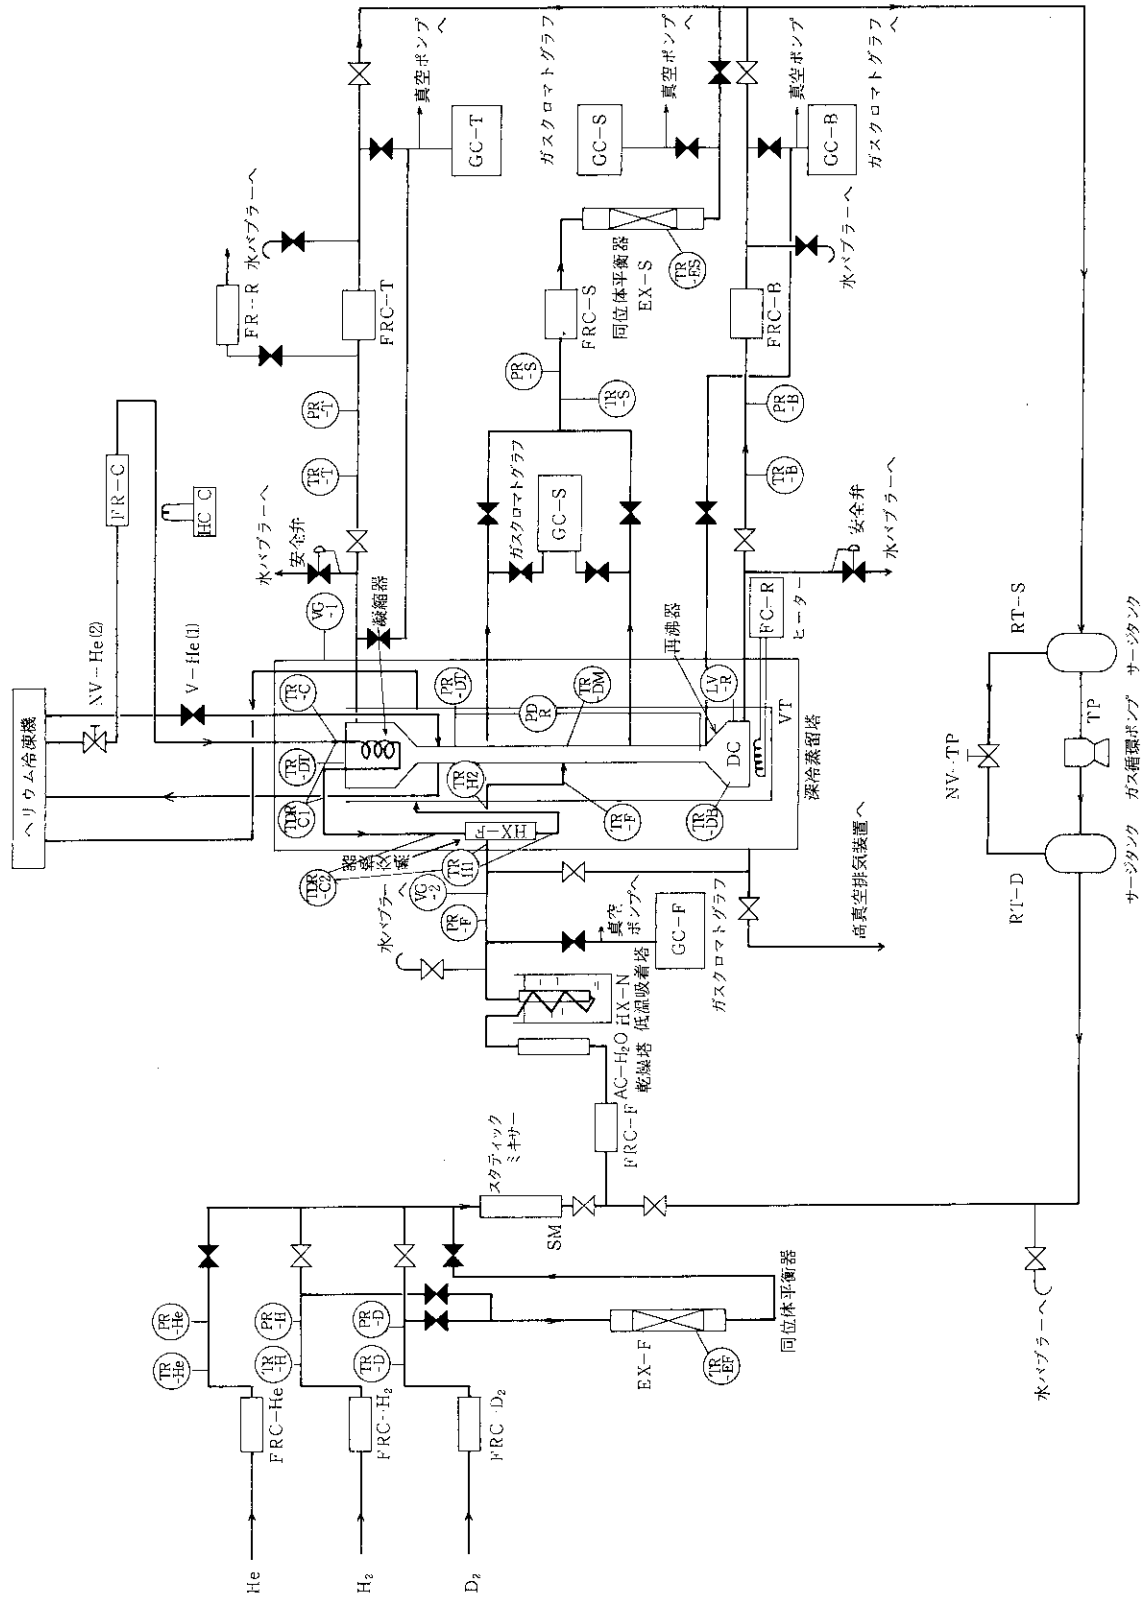 He
H₂
D₂
FRC-He
FRC-H₂
FRC-D₂
TR-He
PR-He
TR-H
PR-H
TR-D
PR-D
EX-F
TR-EF
同位体平衡器
スタティックミキサー
SM
FRC-F
AC-H₂O
乾燥塔
HX-N
低温吸着塔
水バブラーへ
GC-F
ガスクロマトグラフ
真空ポンプへ
PR-F
VG-2
TR-H1
TDR-C2
熱交換器
HX-F
高真空排気装置へ
ヘリウム冷凍機
NV-He(2)
V-He(1)
FR-C
HC C
TDR-C1
TR-DT
TR-C
TR-H2
TR-F
TR-DB
PR-DT
PDR
TR-DM
LV-R
DC
VT
深冷蒸留塔
凝縮器
再沸器
VG-1
FC-R
ヒーター
安全弁
水バブラーへ
安全弁
水バブラーへ
TR-T
PR-T
FRC-T
FR-R
水バブラーへ
真空ポンプへ
GC-T
ガスクロマトグラフ
ガスクロマトグラフ
GC-S
TR-S
PR-S
FRC-S
同位体平衡器
EX-S
TR-ES
GC-S
真空ポンプへ
TR-B
PR-B
FRC-B
水バブラーへ
GC-B
真空ポンプへ
ガスクロマトグラフ
RT-S
サージタンク
NV-TP
TP
ガス循環ポンプ
RT-D
サージタンク
水バブラーへ